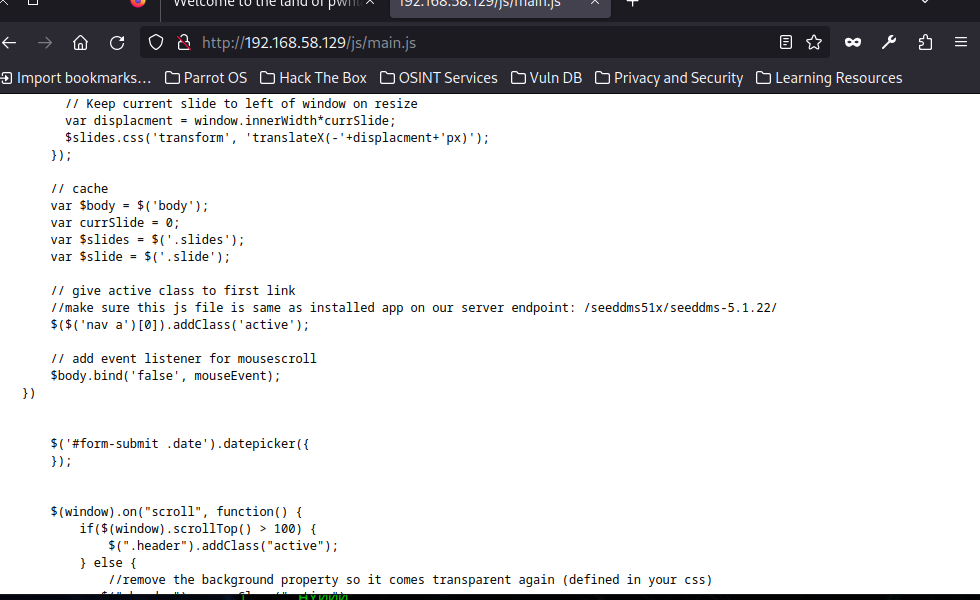 Welcome to the land of pwnl
192.168.58.129/js/main.js
http://192.168.58.129/js/main.js
Import bookmarks... Parrot OS Hack The Box OSINT Services Vuln DB Privacy and Security Learning Resources
// Keep current slide to left of window on resize
var displacment = window.innerWidth*currSlide;
$slides.css('transform', 'translateX(-'+displacment+'px)');
});
// cache
var $body = $('body');
var currSlide = 0;
var $slides = $('.slides');
var $slide = $('.slide');
// give active class to first link
//make sure this js file is same as installed app on our server endpoint: /seeddms51x/seeddms-5.1.22/
$($('nav a')[0]).addClass('active');
// add event listener for mousescroll
$body.bind('false', mouseEvent);
})
$('#form-submit .date').datepicker({
});
$(window).on("scroll", function() {
if($(window).scrollTop() > 100) {
$(".header").addClass("active");
} else {
//remove the background property so it comes transparent again (defined in your css)